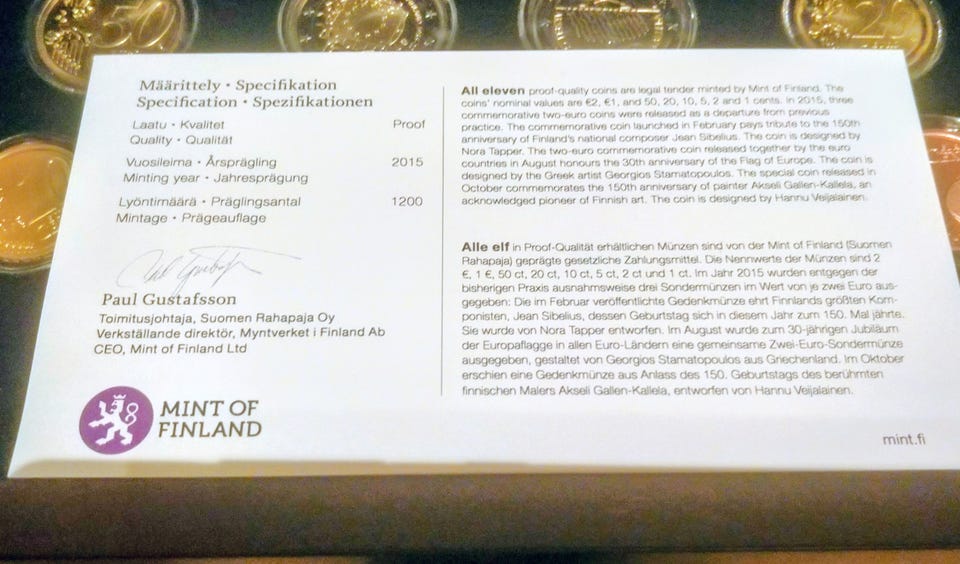 50
Määrittely • Specifikation
Specification • Spezifikationen
Laatu • Kvalitet Proof
Quality • Qualität
Vuosileima • Årsprägling 2015
Minting year • Jahresprägung
Lyöntimäärä • Präglingsantal 1200
Mintage • Prägeauflage
Paul Gustafsson
Toimitusjohtaja, Suomen Rahapaja Oy
Verkställande direktör, Myntverket i Finland Ab
CEO, Mint of Finland Ltd
MINT OF
FINLAND
All eleven proof-quality coins are legal tender minted by Mint of Finland. The
coins' nominal values are €2, €1, and 50, 20, 10, 5, 2 and 1 cents. In 2015, three
commemorative two-euro coins were released as a departure from previous
practice. The commemorative coin launched in February pays tribute to the 150th
anniversary of Finland's national composer Jean Sibelius. The coin is designed by
Nora Tapper. The two-euro commemorative coin released together by the euro
countries in August honours the 30th anniversary of the Flag of Europe. The coin is
designed by the Greek artist Georgios Stamatopoulos. The special coin released in
October commemorates the 150th anniversary of painter Akseli Gallen-Kallela, an
acknowledged pioneer of Finnish art. The coin is designed by Hannu Veijalainen.
Alle elf in Proof-Qualität erhältlichen Münzen sind von der Mint of Finland (Suomen
Rahapaja) geprägte gesetzliche Zahlungsmittel. Die Nennwerte der Münzen sind 2
€, 1 €, 50 ct, 20 ct, 10 ct, 5 ct, 2 ct und 1 ct. Im Jahr 2015 wurden entgegen der
bisherigen Praxis ausnahmsweise drei Sondermünzen im Wert von je zwei Euro aus-
gegeben: Die im Februar veröffentlichte Gedenkmünze ehrt Finnlands größten Kom-
ponisten, Jean Sibelius, dessen Geburtstag sich in diesem Jahr zum 150. Mal jährte.
Sie wurde von Nora Tapper entworfen. Im August wurde zum 30-jährigen Jubiläum
der Europaflagge in allen Euro-Ländern eine gemeinsame Zwei-Euro-Sondermünze
ausgegeben, gestaltet von Georgios Stamatopoulos aus Griechenland. Im Oktober
erschien eine Gedenkmünze aus Anlass des 150. Geburtstags des berühmten
finnischen Malers Akseli Gallen-Kallela, entworfen von Hannu Veijalainen.
mint.fi